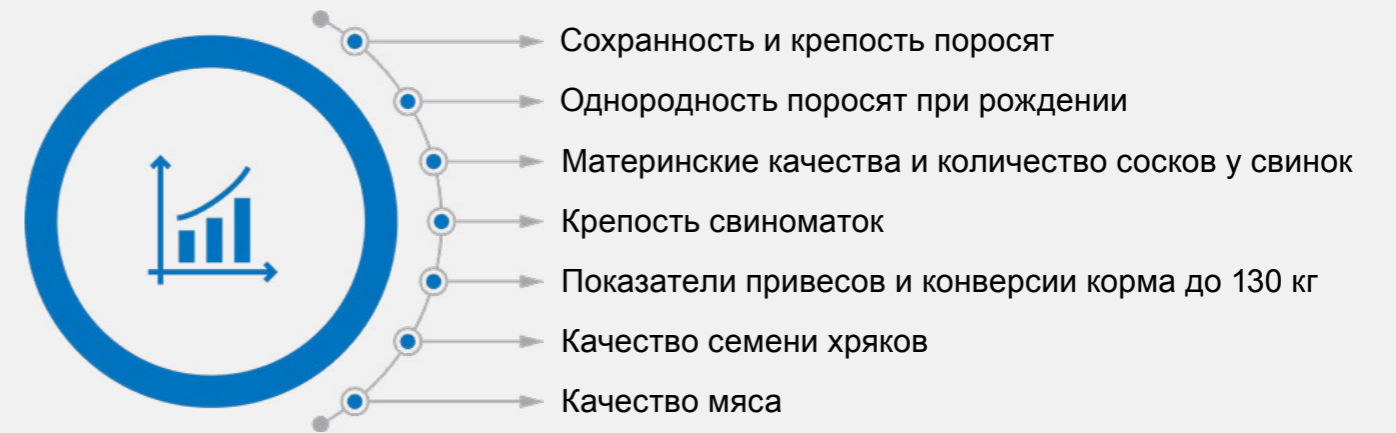 Сохранность и крепость поросят
Однородность поросят при рождении
Материнские качества и количество сосков у свинок
Крепость свиноматок
Показатели привесов и конверсии корма до 130 кг
Качество семени хряков
Качество мяса